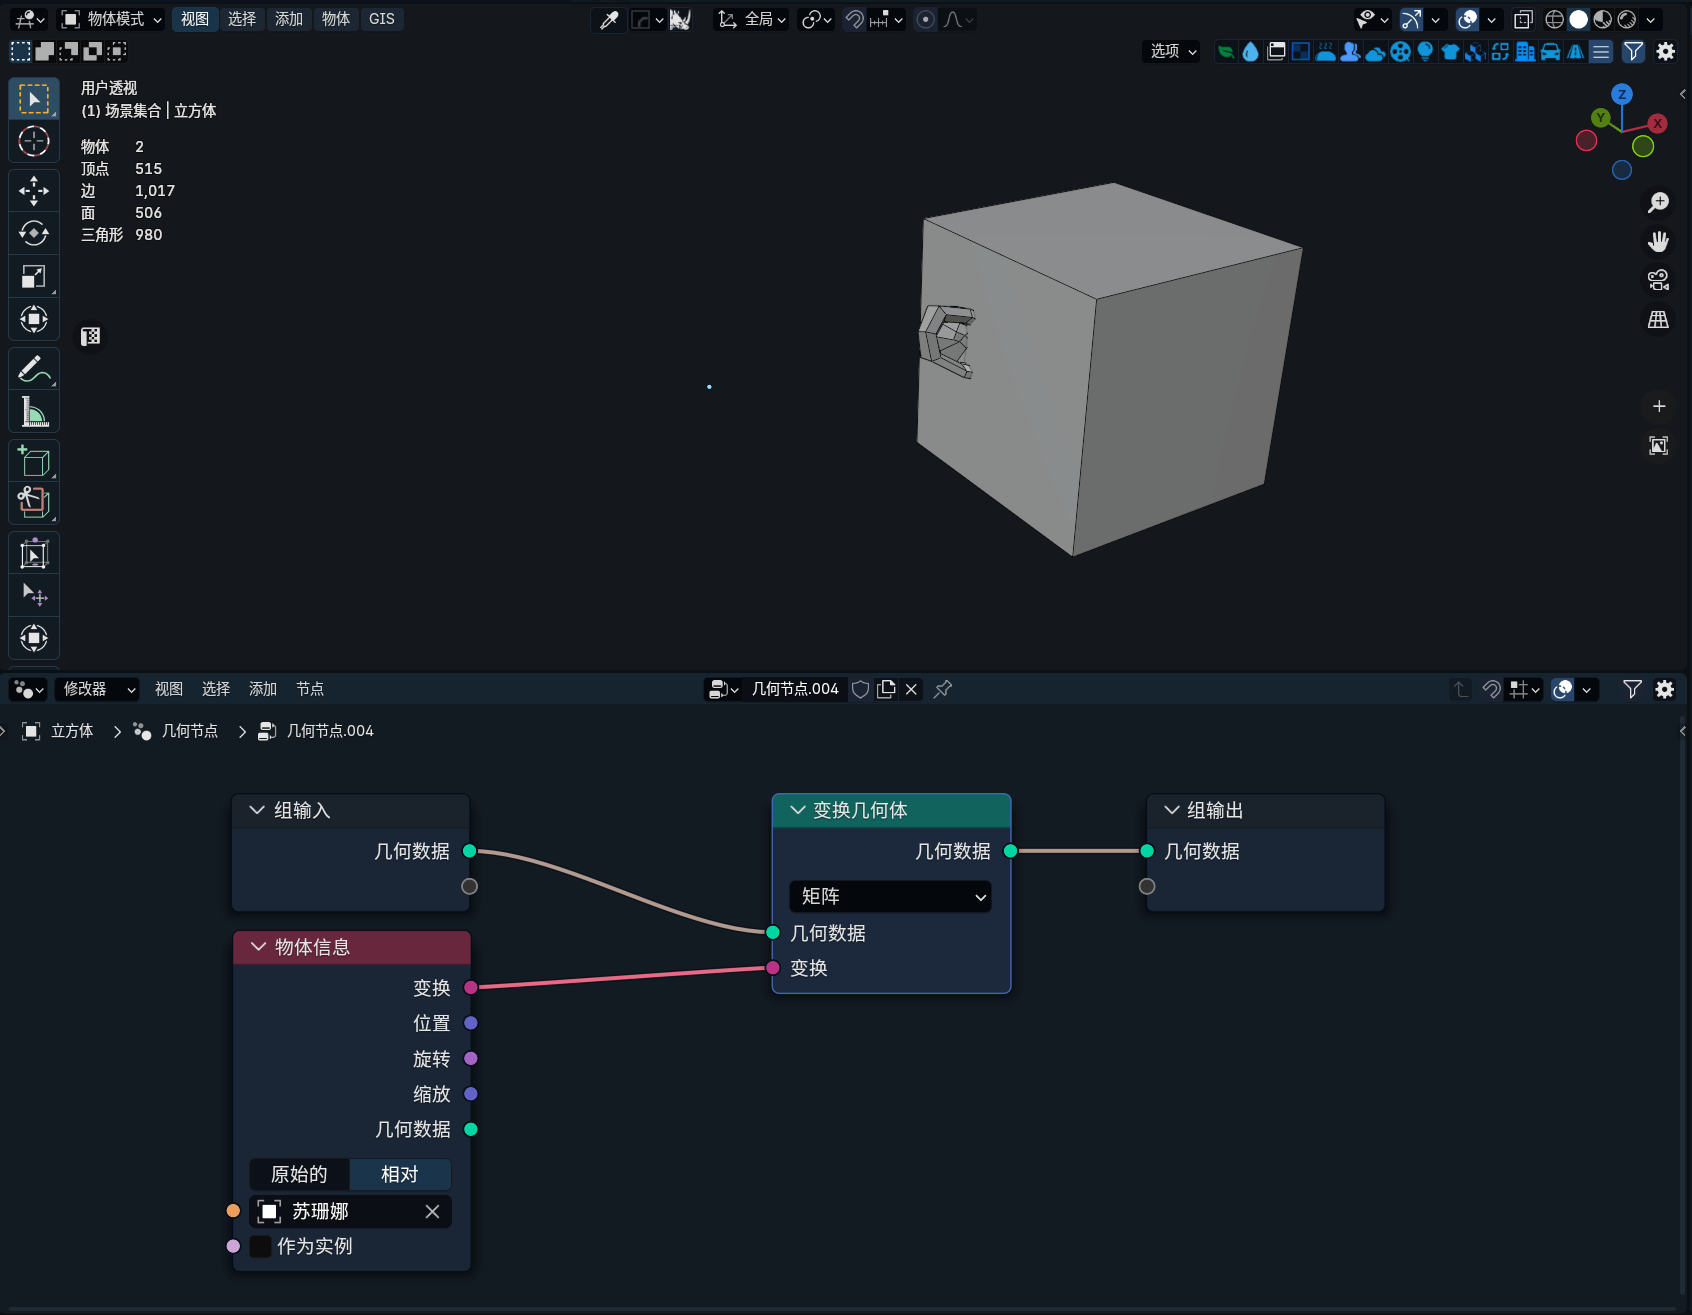 物体模式 视图 选择 添加 物体 GIS 全局
选项
用户透视
(1) 场景集合 | 立方体
物体 2
顶点 515
边 1,017
面 506
三角形 980
Z
Y
X
修改器 视图 选择 添加 节点 几何节点.004
立方体 几何节点 几何节点.004
组输入
几何数据
物体信息
变换
位置
旋转
缩放
几何数据
原始的 相对
苏珊娜
作为实例
变换几何体
几何数据
矩阵
几何数据
变换
组输出
几何数据